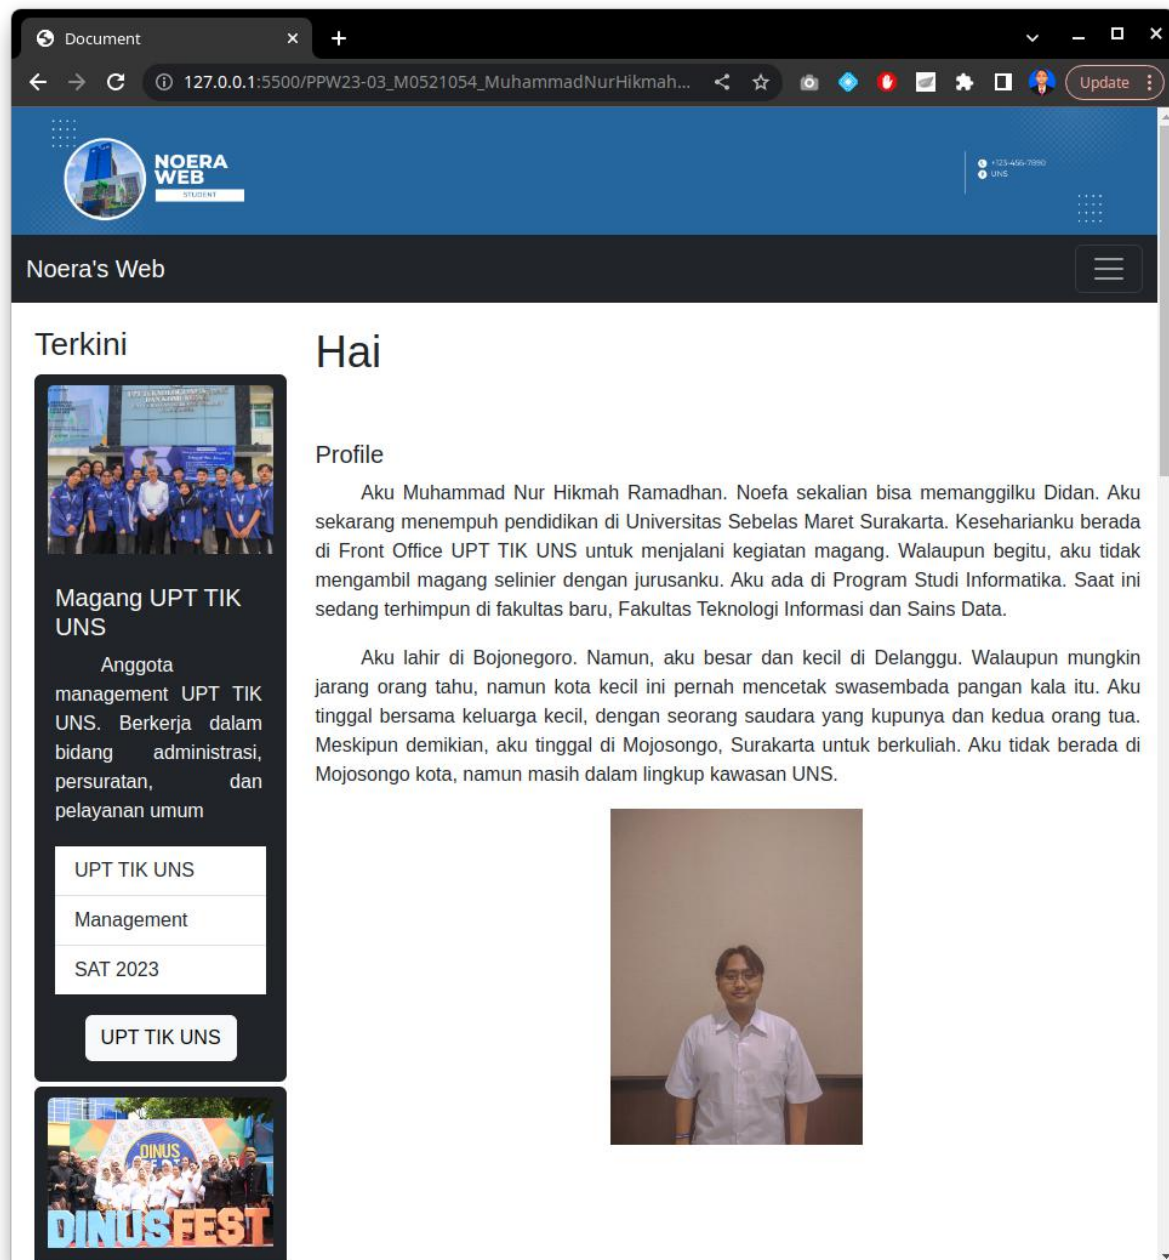 Document
127.0.0.1:5500/PPW23-03_M0521054_MuhammadNurHikmah...
Update
NOERA
WEB
STUDENT
+123-456-7890
UNS
Noera's Web
Terkini
Magang UPT TIK
UNS
Anggota
management UPT TIK
UNS. Berkerja dalam
bidang administrasi,
persuratan, dan
pelayanan umum
UPT TIK UNS
Management
SAT 2023
UPT TIK UNS
DINUS
DINUSFEST
Hai
Profile
Aku Muhammad Nur Hikmah Ramadhan. Noefa sekalian bisa memanggilku Didan. Aku
sekarang menempuh pendidikan di Universitas Sebelas Maret Surakarta. Keseharianku berada
di Front Office UPT TIK UNS untuk menjalani kegiatan magang. Walaupun begitu, aku tidak
mengambil magang selinier dengan jurusanku. Aku ada di Program Studi Informatika. Saat ini
sedang terhimpun di fakultas baru, Fakultas Teknologi Informasi dan Sains Data.
Aku lahir di Bojonegoro. Namun, aku besar dan kecil di Delanggu. Walaupun mungkin
jarang orang tahu, namun kota kecil ini pernah mencetak swasembada pangan kala itu. Aku
tinggal bersama keluarga kecil, dengan seorang saudara yang kupunya dan kedua orang tua.
Meskipun demikian, aku tinggal di Mojosongo, Surakarta untuk berkuliah. Aku tidak berada di
Mojosongo kota, namun masih dalam lingkup kawasan UNS.